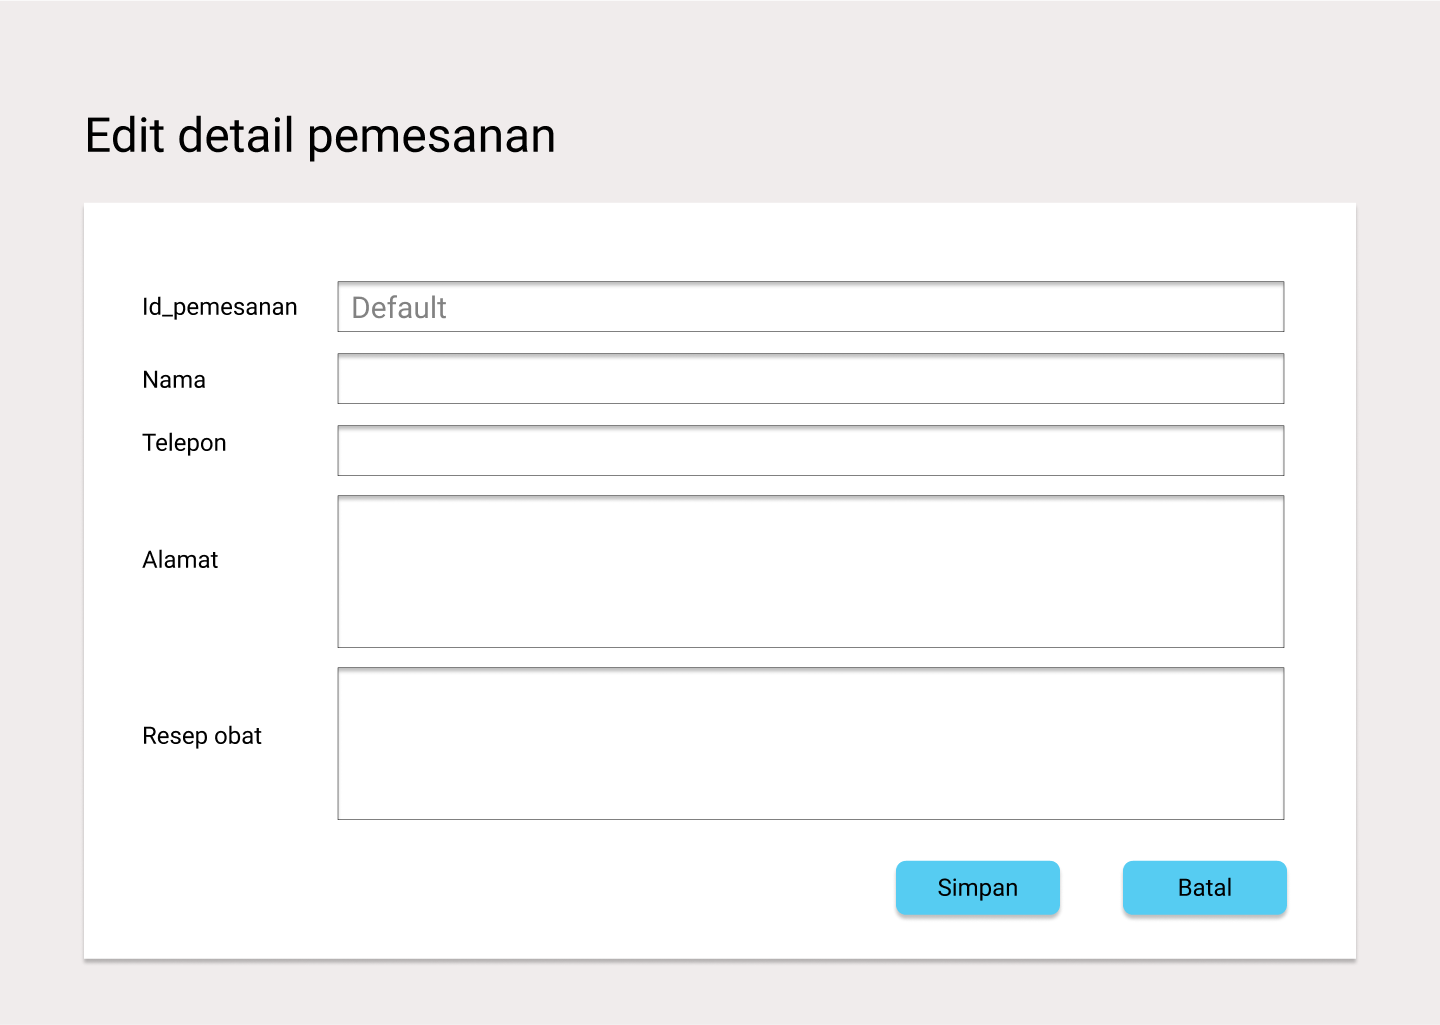 Edit detail pemesanan
Id_pemesanan
Default
Nama
Telepon
Alamat
Resep obat
Simpan
Batal